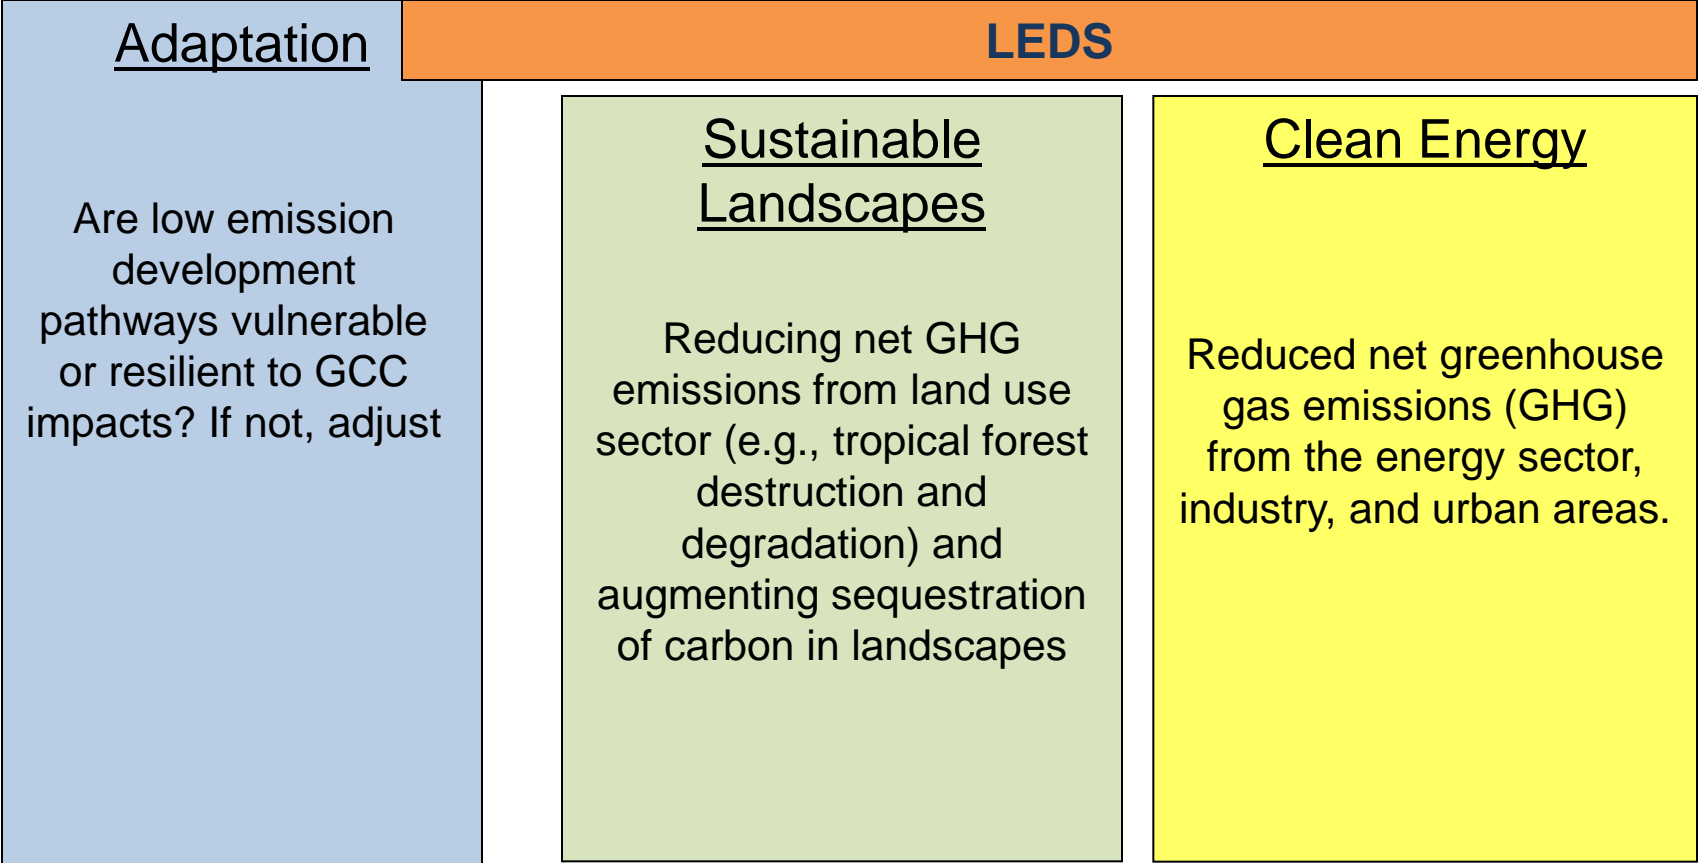 Adaptation
Are low emission
development
pathways vulnerable
or resilient to GCC
impacts? If not, adjust
LEDS
Sustainable
Landscapes
Reducing net GHG
emissions from land use
sector (e.g., tropical forest
destruction and
degradation) and
augmenting sequestration
of carbon in landscapes
Clean Energy
Reduced net greenhouse
gas emissions (GHG)
from the energy sector,
industry, and urban areas.